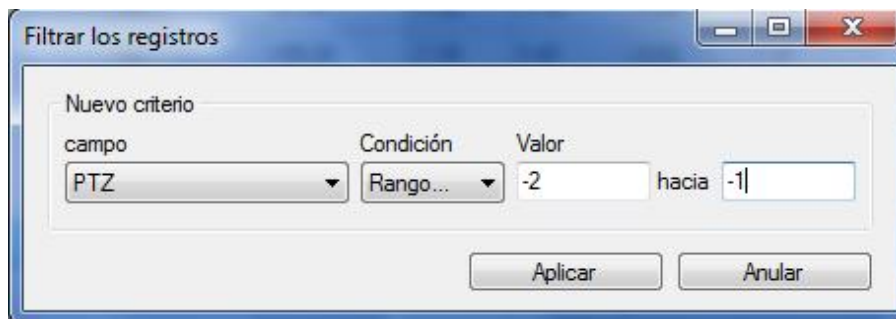 Filtrar los registros
Nuevo criterio
campo Condición Valor
PTZ Rango... -2 hacia -1
Aplicar Anular